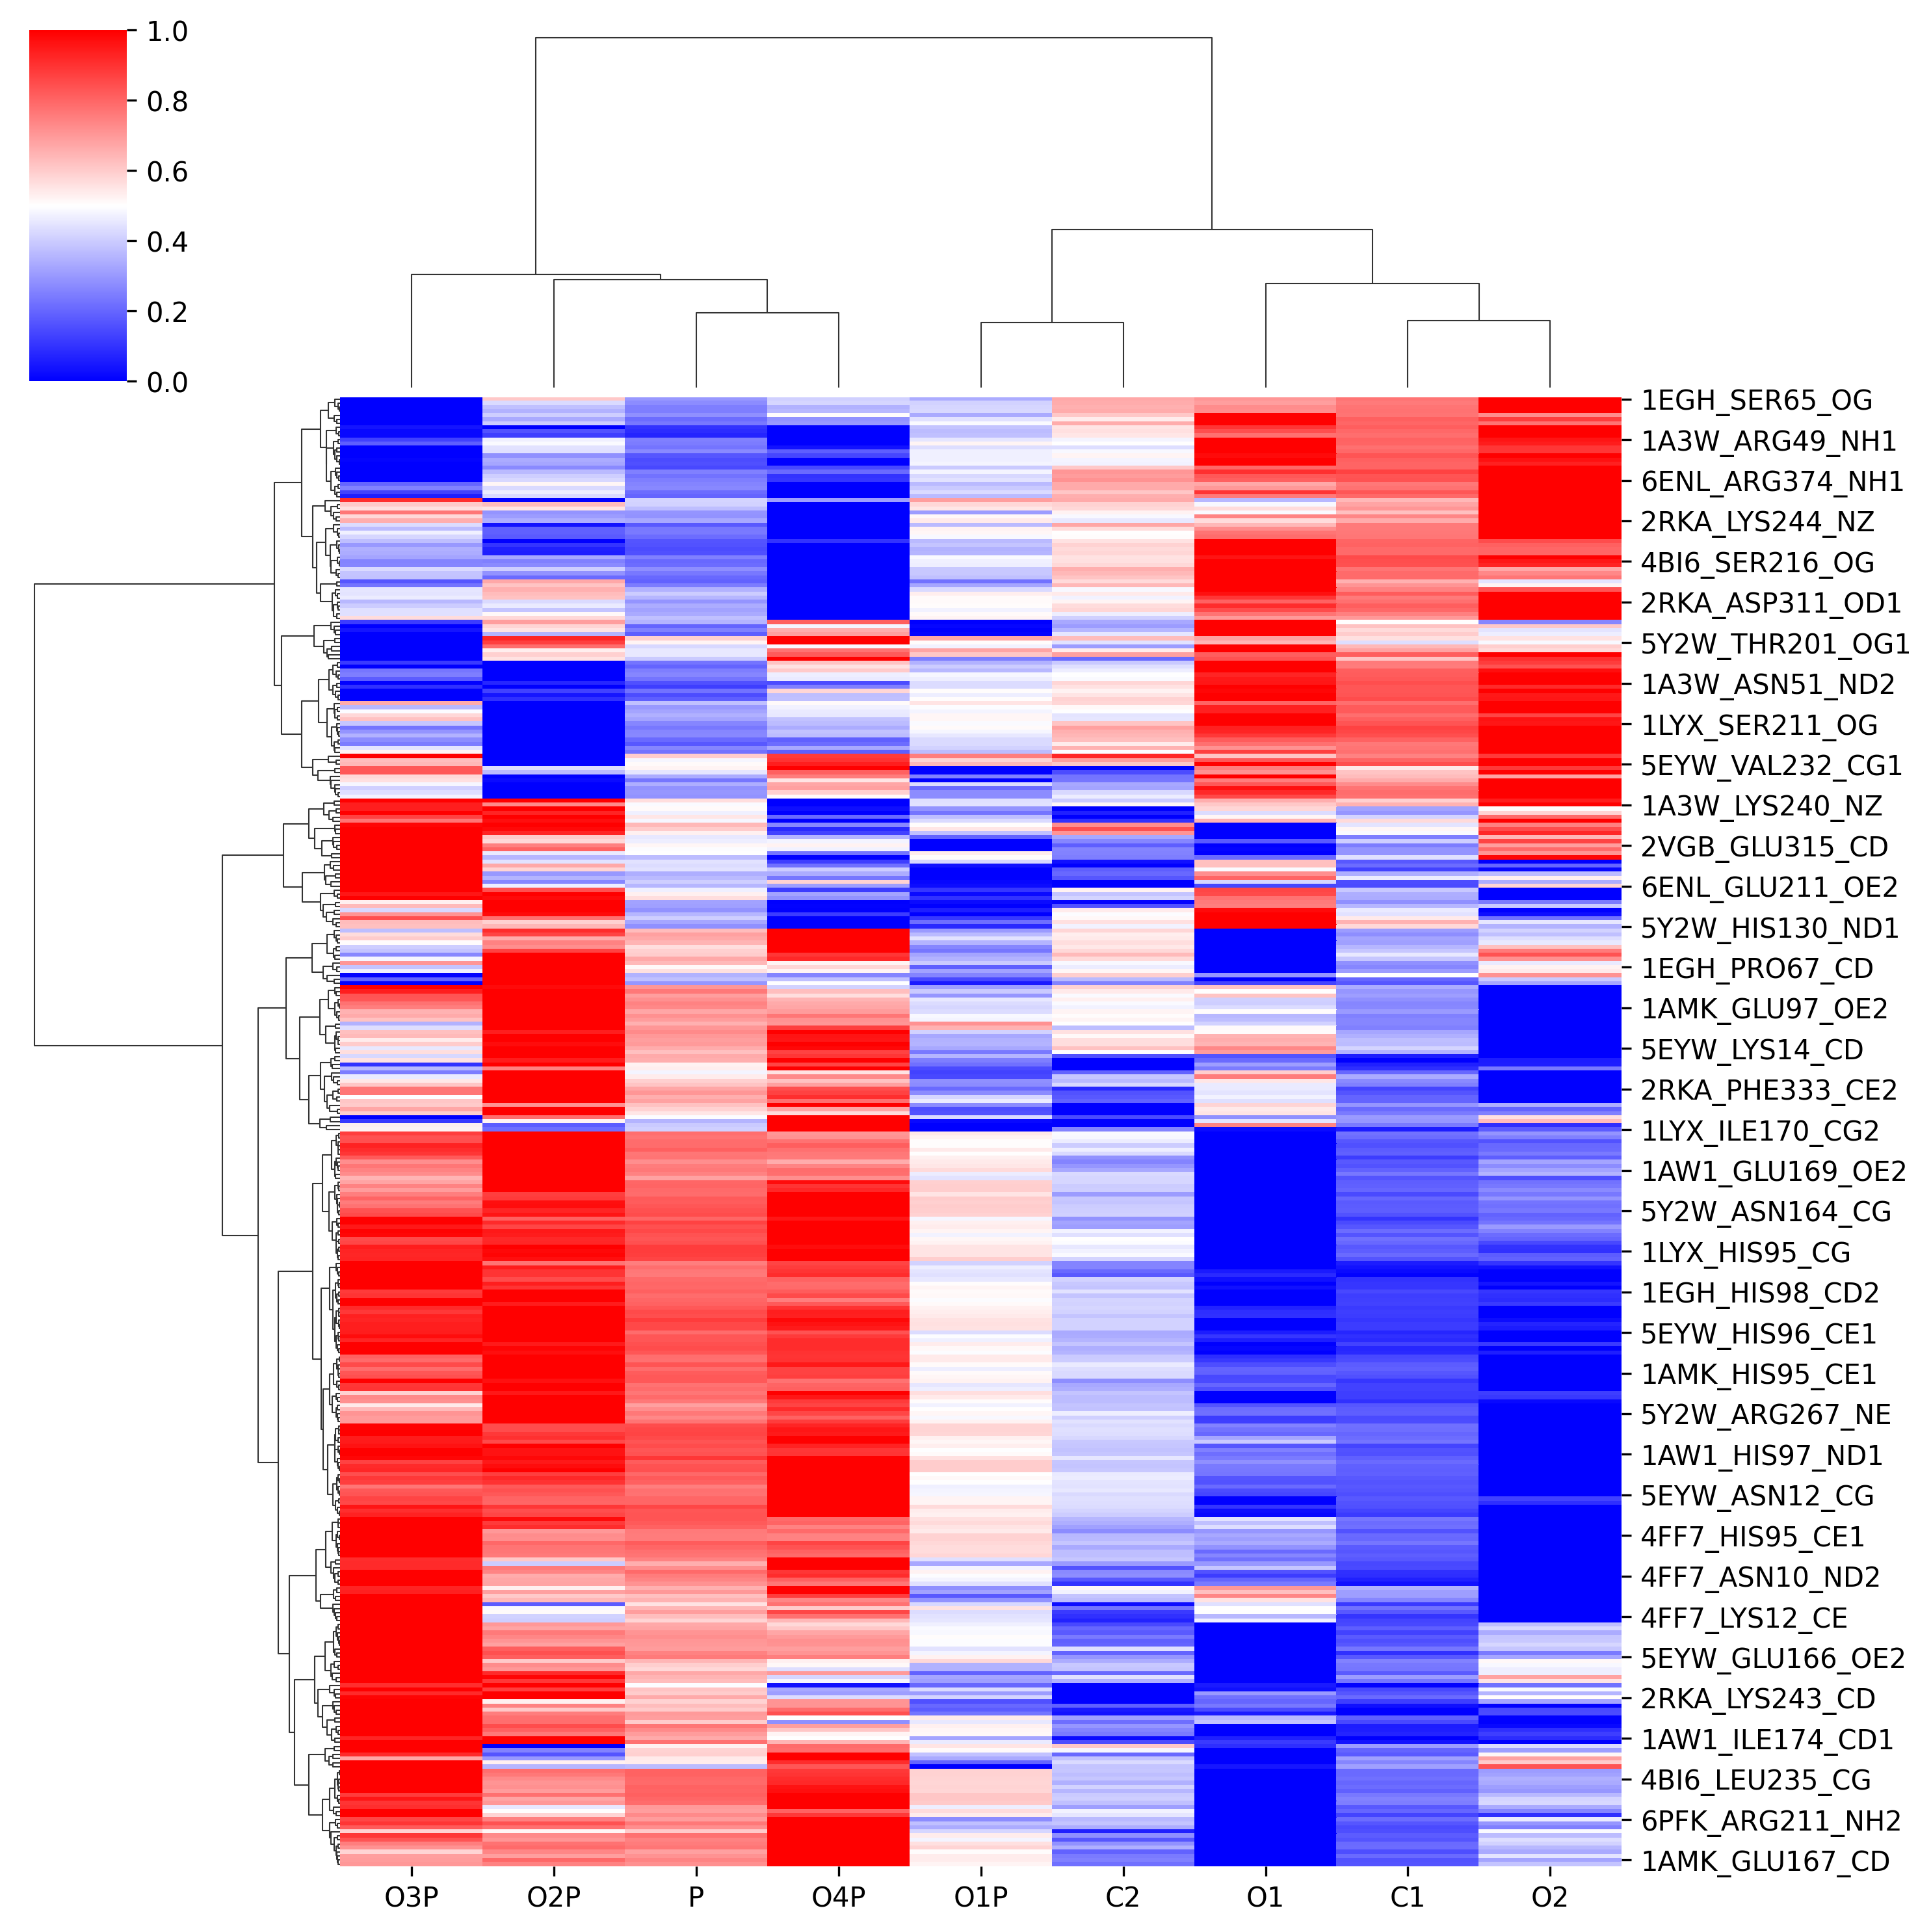 1.0
0.8
0.6
0.4
0.2
0.0
1EGH_SER65_OG
1A3W_ARG49_NH1
6ENL_ARG374_NH1
2RKA_LYS244_NZ
4BI6_SER216_OG
2RKA_ASP311_OD1
5Y2W_THR201_OG1
1A3W_ASN51_ND2
1LYX_SER211_OG
5EYW_VAL232_CG1
1A3W_LYS240_NZ
2VGB_GLU315_CD
6ENL_GLU211_OE2
5Y2W_HIS130_ND1
1EGH_PRO67_CD
1AMK_GLU97_OE2
5EYW_LYS14_CD
2RKA_PHE333_CE2
1LYX_ILE170_CG2
1AW1_GLU169_OE2
5Y2W_ASN164_CG
1LYX_HIS95_CG
1EGH_HIS98_CD2
5EYW_HIS96_CE1
1AMK_HIS95_CE1
5Y2W_ARG267_NE
1AW1_HIS97_ND1
5EYW_ASN12_CG
4FF7_HIS95_CE1
4FF7_ASN10_ND2
4FF7_LYS12_CE
5EYW_GLU166_OE2
2RKA_LYS243_CD
1AW1_ILE174_CD1
4BI6_LEU235_CG
6PFK_ARG211_NH2
1AMK_GLU167_CD
O3P O2P P O4P O1P C2 O1 C1 O2